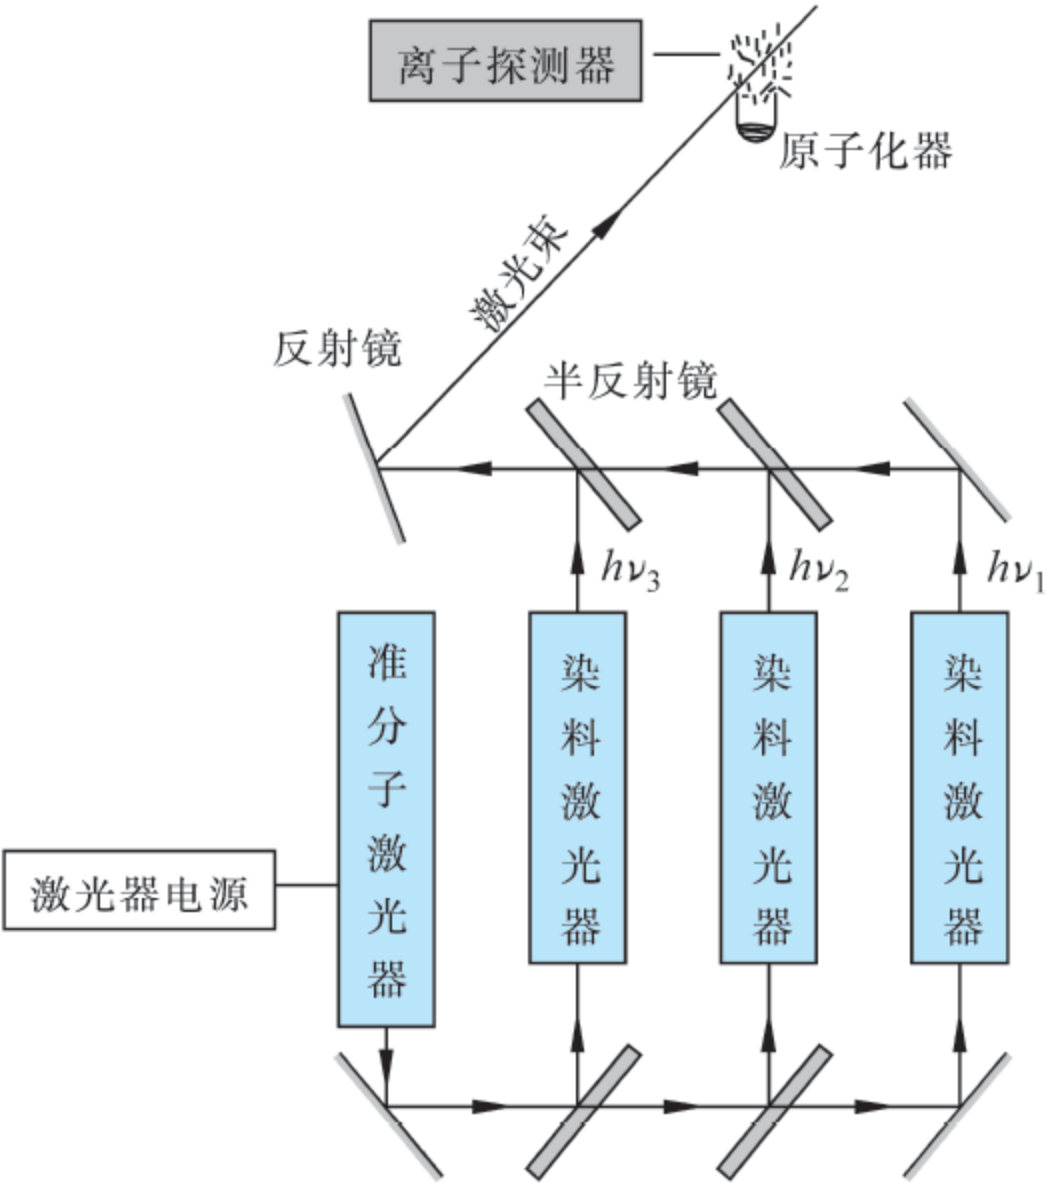 离子探测器
原子化器
激光束
反射镜
半反射镜
hν3
hν2
hν1
准分子激光器
染料激光器
染料激光器
染料激光器
激光器电源